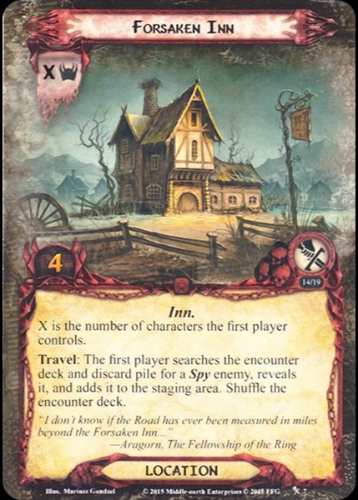 Forsaken Inn
X
4
14/19
Inn.
X is the number of characters the first player
controls.
Travel: The first player searches the encounter
deck and discard pile for a Spy enemy, reveals
it, and adds it to the staging area. Shuffle the
encounter deck.
"I don't know if the Road has ever been measured in miles
beyond the Forsaken Inn..."
—Aragorn, The Fellowship of the Ring
LOCATION
Illus. Mariusz Gandzel © 2015 Middle-earth Enterprises © 2015 FFG